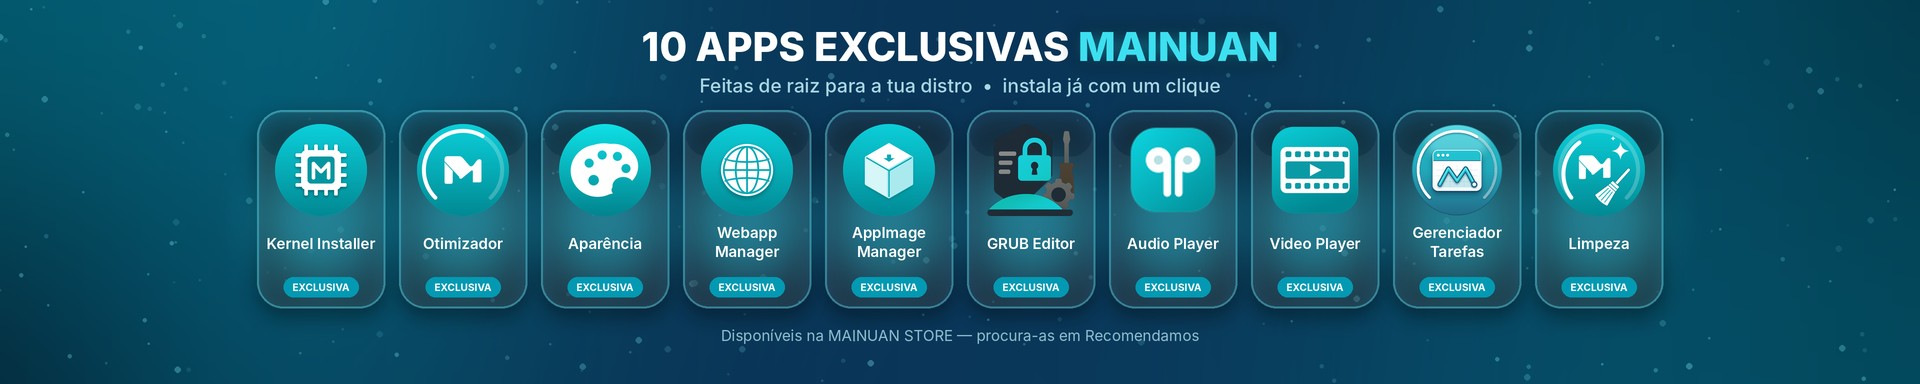 10 APPS EXCLUSIVAS MAINUAN
Feitas de raiz para a tua distro • instala já com um clique
Kernel Installer
EXCLUSIVA
Otimizador
EXCLUSIVA
Aparência
EXCLUSIVA
Webapp
Manager
EXCLUSIVA
AppImage
Manager
EXCLUSIVA
GRUB Editor
EXCLUSIVA
Audio Player
EXCLUSIVA
Video Player
EXCLUSIVA
Gerenciador
Tarefas
EXCLUSIVA
Limpeza
EXCLUSIVA
Disponíveis na MAINUAN STORE — procura-as em Recomendamos